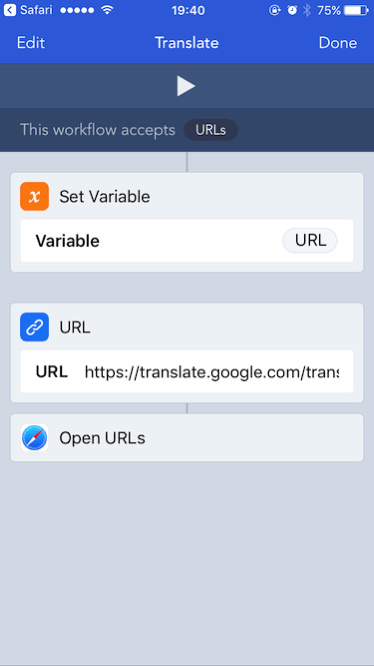 Safari 19:40 75%
Edit Translate Done
This workflow accepts URLs
x Set Variable
Variable URL
URL
URL https://translate.google.com/trans
Open URLs